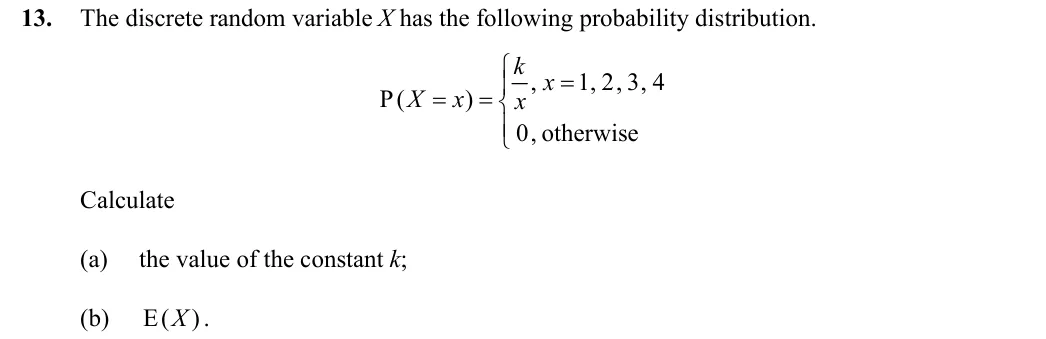 13. The discrete random variable X has the following probability distribution.
P(X = x) = { k/x, x = 1, 2, 3, 4
0, otherwise
Calculate
(a) the value of the constant k;
(b) E(X).